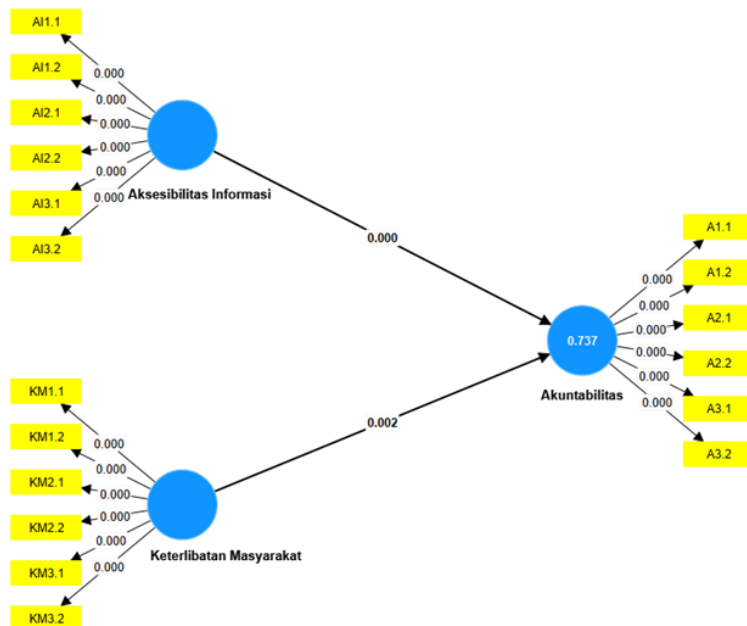 AI1.1
AI1.2
AI2.1
AI2.2
AI3.1
AI3.2
0.000
0.000
0.000
0.000
0.000
0.000
Aksesibilitas Informasi
0.000
KM1.1
KM1.2
KM2.1
KM2.2
KM3.1
KM3.2
0.000
0.000
0.000
0.000
0.000
0.000
Keterlibatan Masyarakat
0.002
0.737
Akuntabilitas
0.000
0.000
0.000
0.000
0.000
0.000
A1.1
A1.2
A2.1
A2.2
A3.1
A3.2